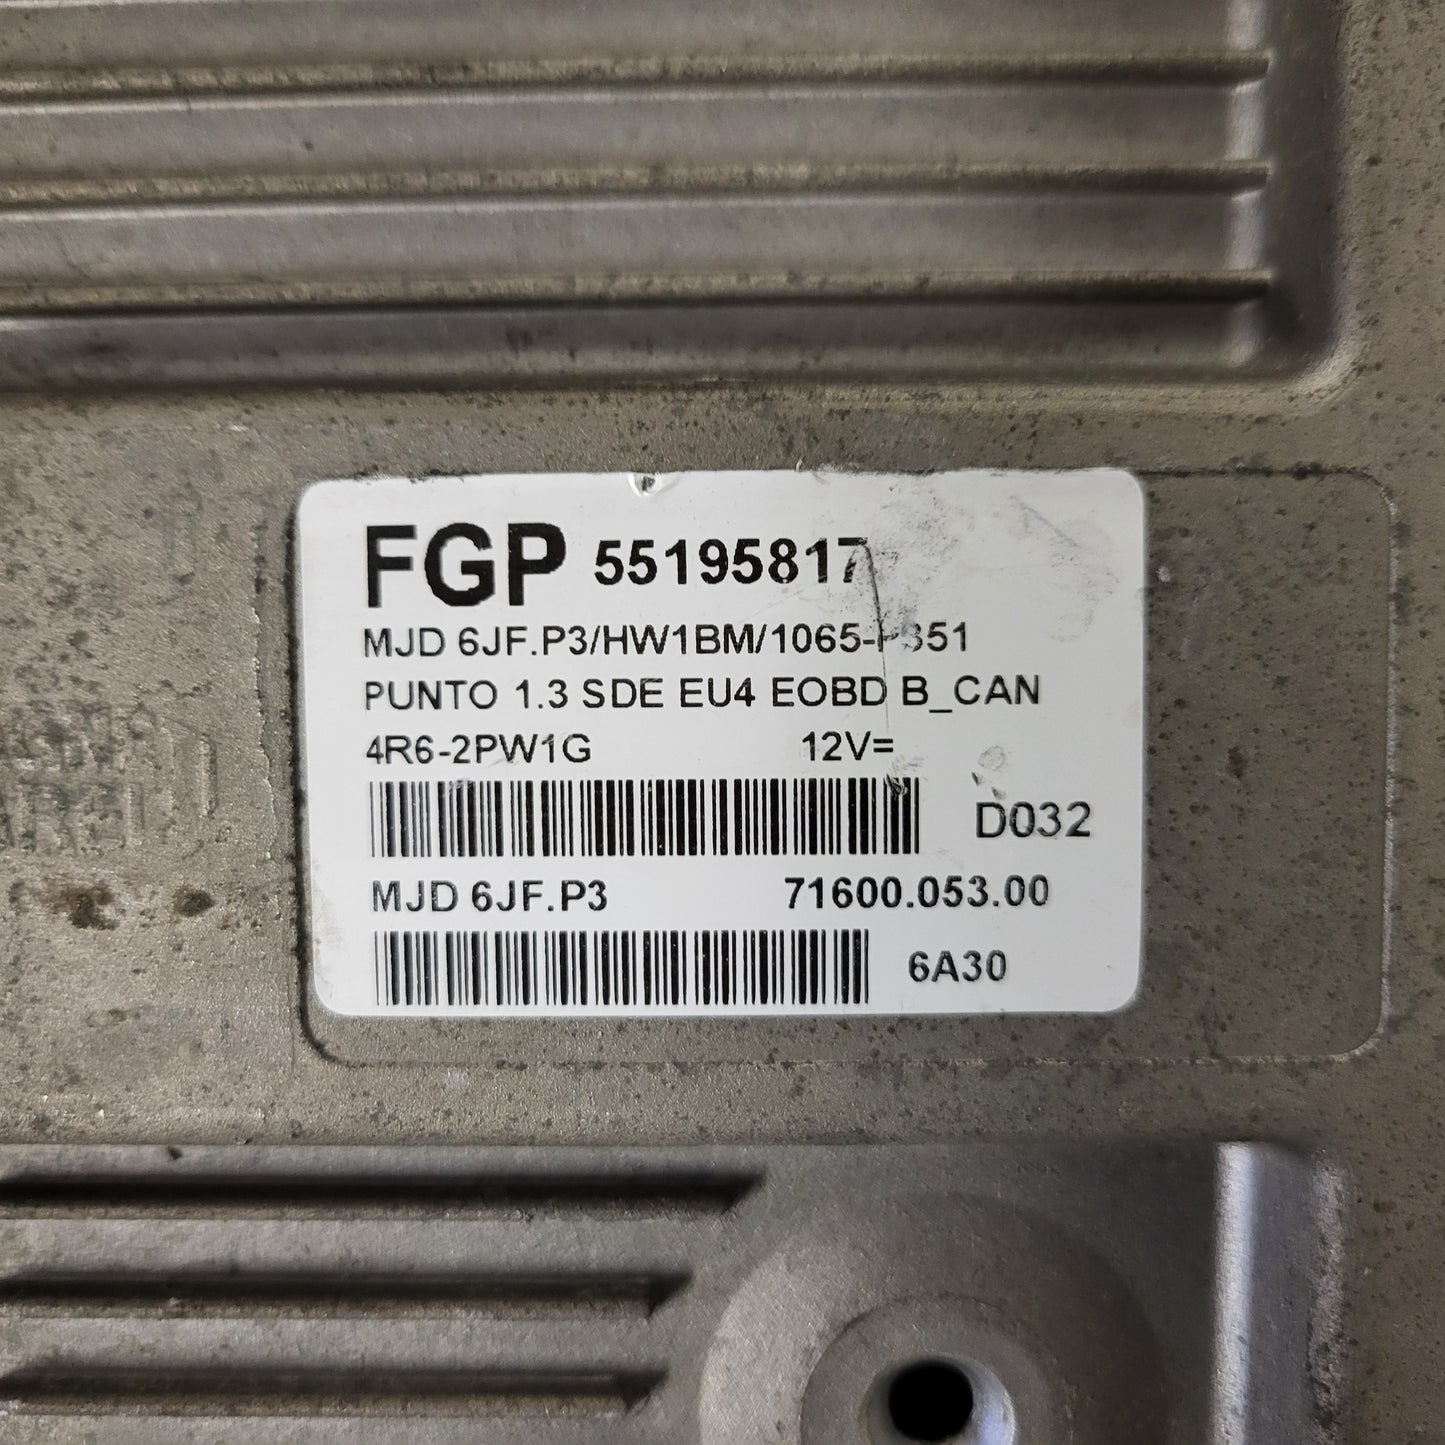 FGP 55195817
MJD 6JF.P3/HW1BM/1065-P351
PUNTO 1.3 SDE EU4 EOBD B_CAN
4R6-2PW1G 12V=
D032
MJD 6JF.P3 71600.053.00
6A30